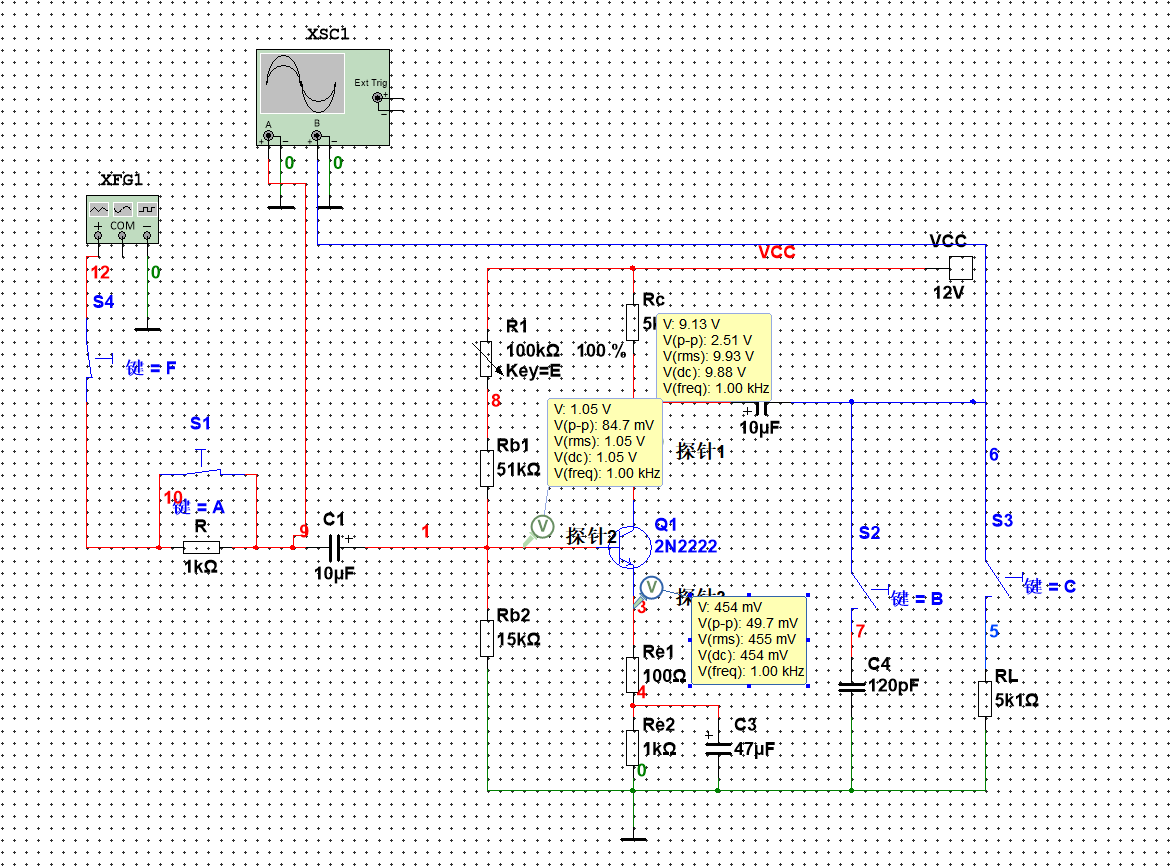 XSC1
Ext Trig
+
−
A
B
+ − + −
0 0
XFG1
+ COM −
12 0
S4
键 = F
VCC
VCC
12V
Rc
R1
100kΩ 100 %
Key=E
8
V: 9.13 V
V(p-p): 2.51 V
V(rms): 9.93 V
V(dc): 9.88 V
V(freq): 1.00 kHz
+
10µF
V: 1.05 V
V(p-p): 84.7 mV
V(rms): 1.05 V
V(dc): 1.05 V
V(freq): 1.00 kHz
探针1
S1
Rb1
51kΩ
6
10
键 = A
R
1kΩ
9
C1
+
10µF
1
V
探针2
Q1
2N2222
S2
键 = B
7
S3
键 = C
5
V
3
V: 454 mV
V(p-p): 49.7 mV
V(rms): 455 mV
V(dc): 454 mV
V(freq): 1.00 kHz
Rb2
15kΩ
Re1
100Ω
4
C4
120pF
RL
5k1Ω
Re2
1kΩ
0
C3
+
47µF